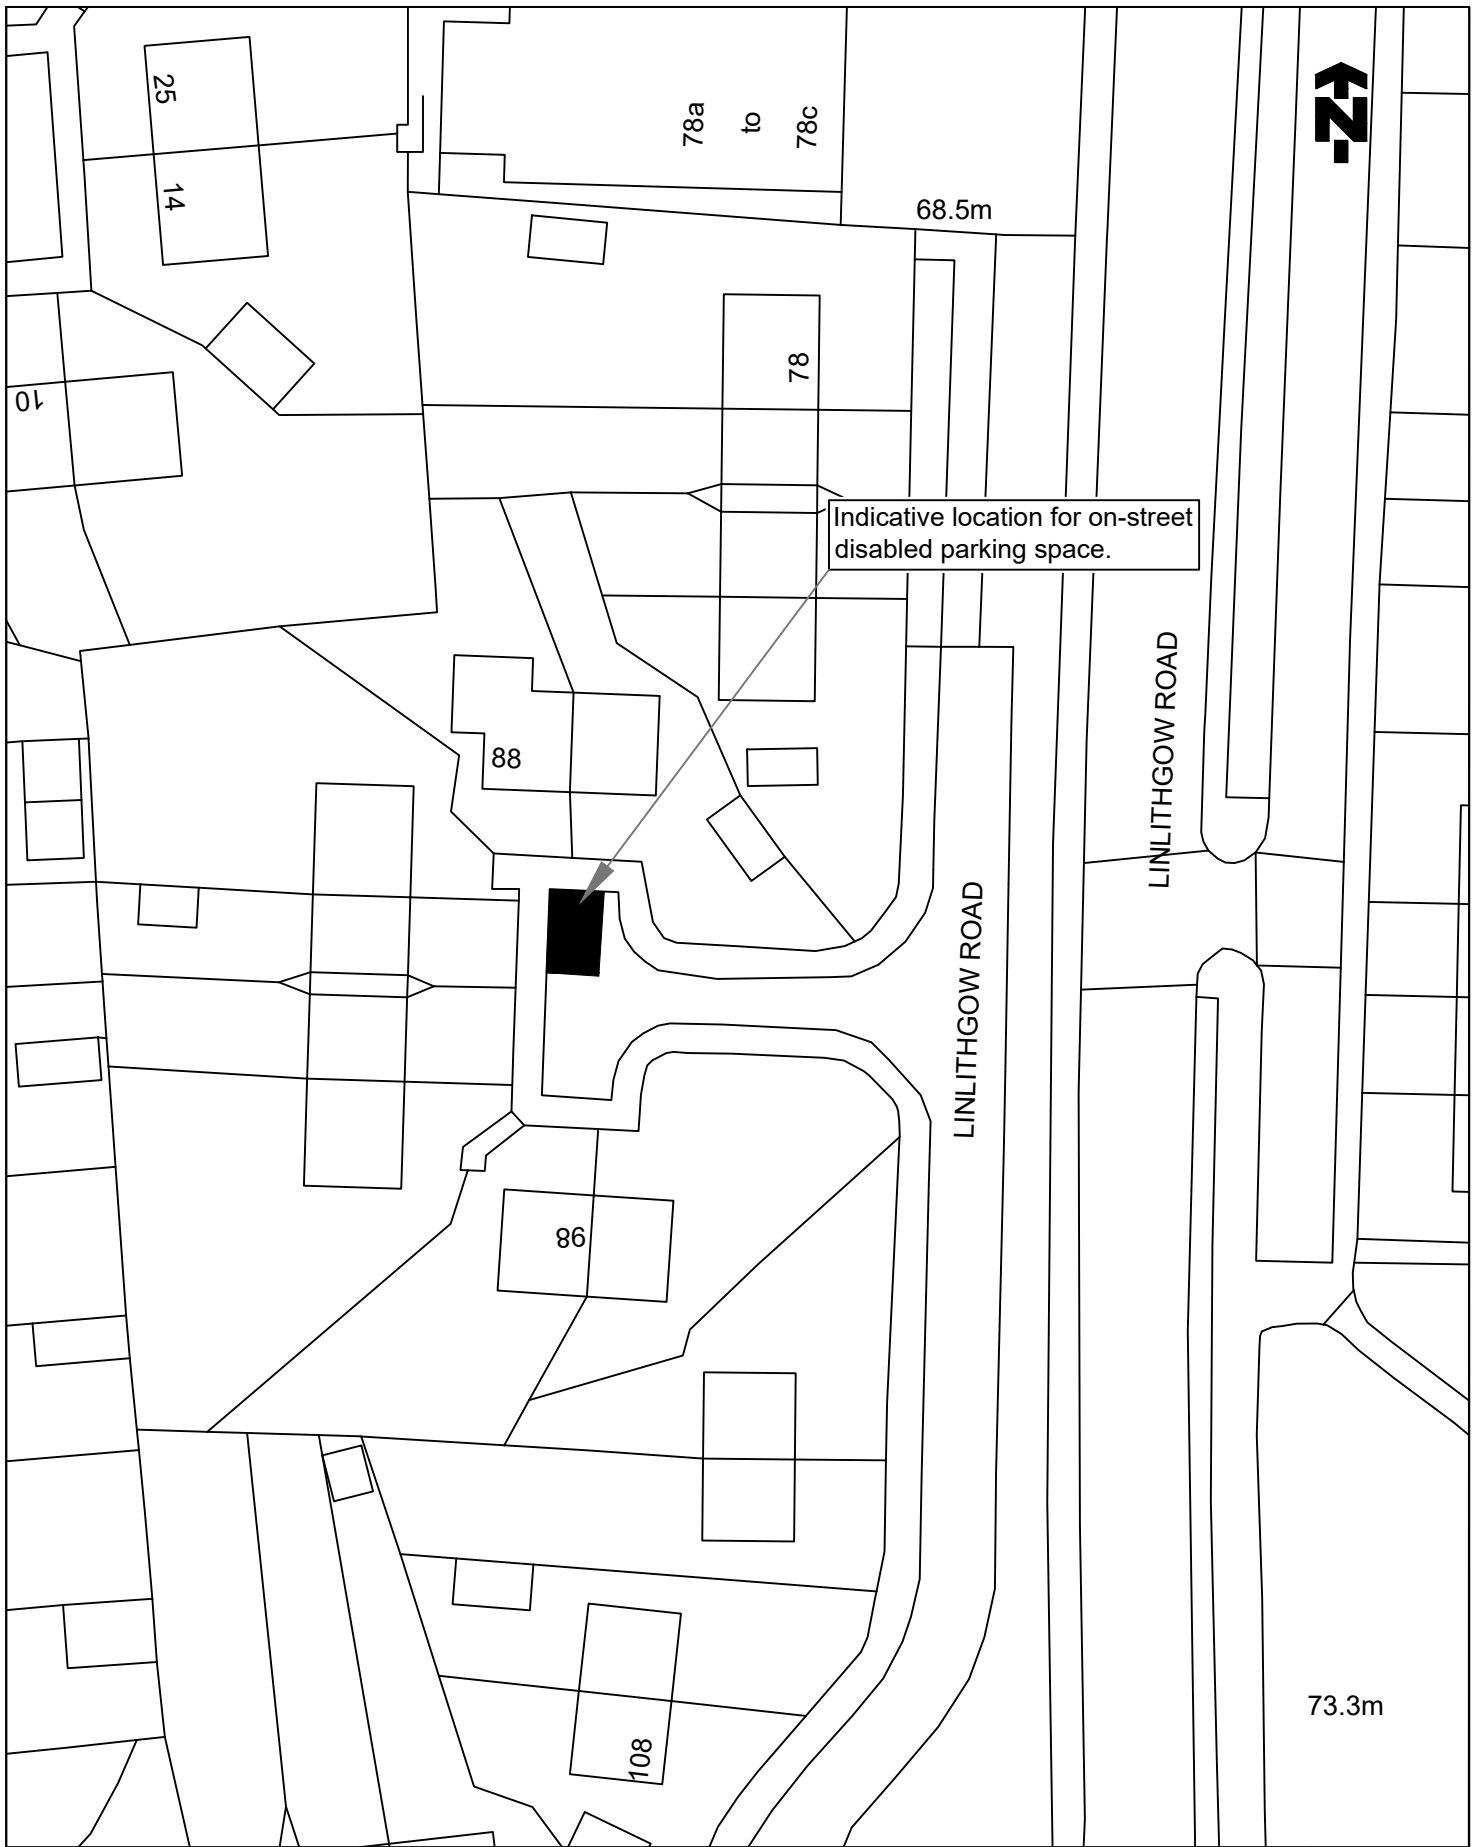 25
14
78a
to
78c
N
68.5m
10
78
Indicative location for on-street
disabled parking space.
LINLITHGOW ROAD
88
LINLITHGOW ROAD
98
73.3m
108